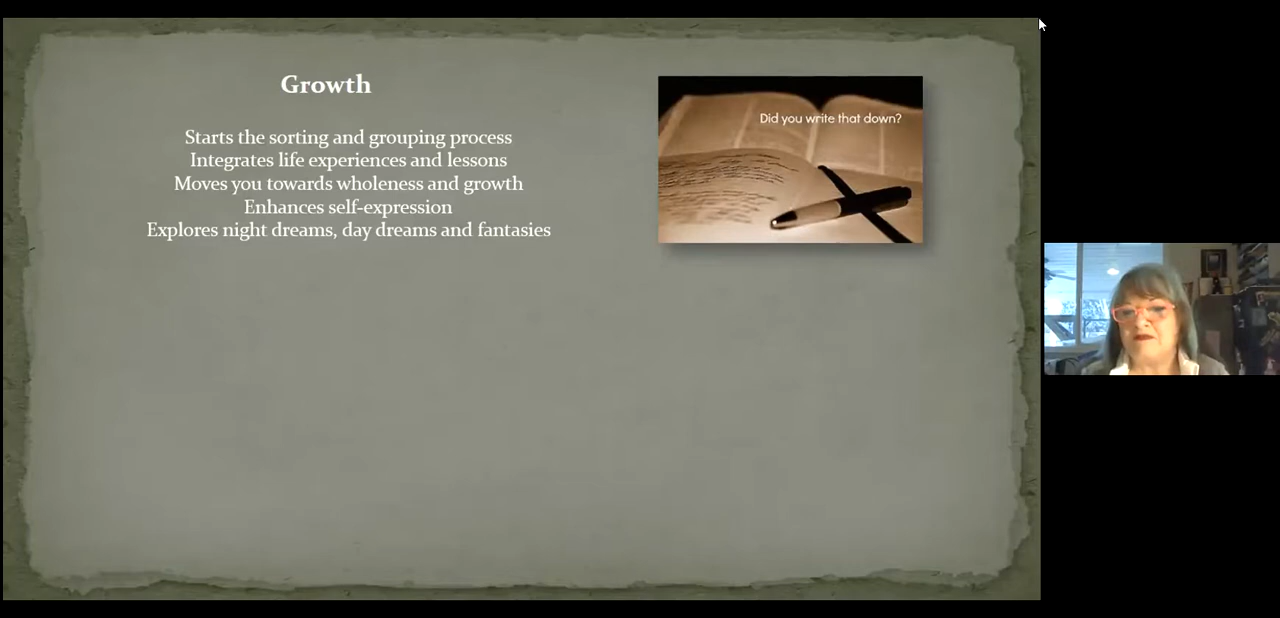 Growth
Starts the sorting and grouping process
Integrates life experiences and lessons
Moves you towards wholeness and growth
Enhances self-expression
Explores night dreams, day dreams and fantasies
Did you write that down?